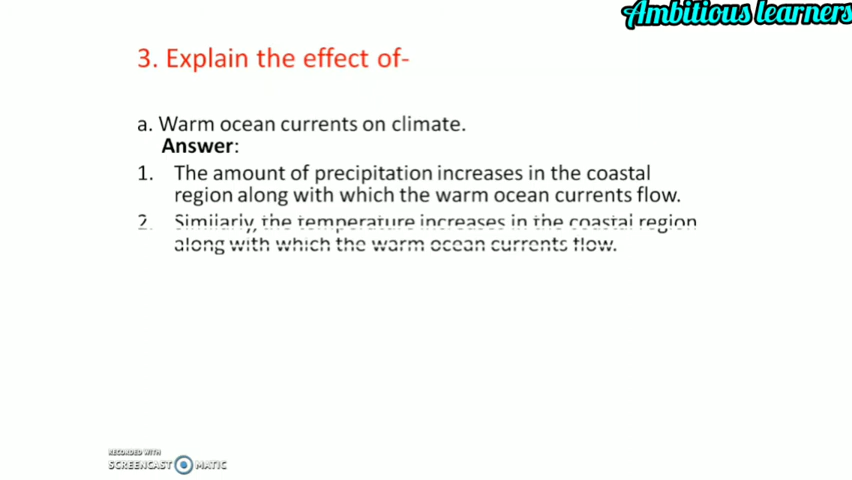 Ambitious learners
3. Explain the effect of-
a. Warm ocean currents on climate.
Answer:
1. The amount of precipitation increases in the coastal
region along with which the warm ocean currents flow.
2. Similarly, the temperature increases in the coastal region
along with which the warm ocean currents flow.
RECORDED WITH
SCREENCAST MATIC